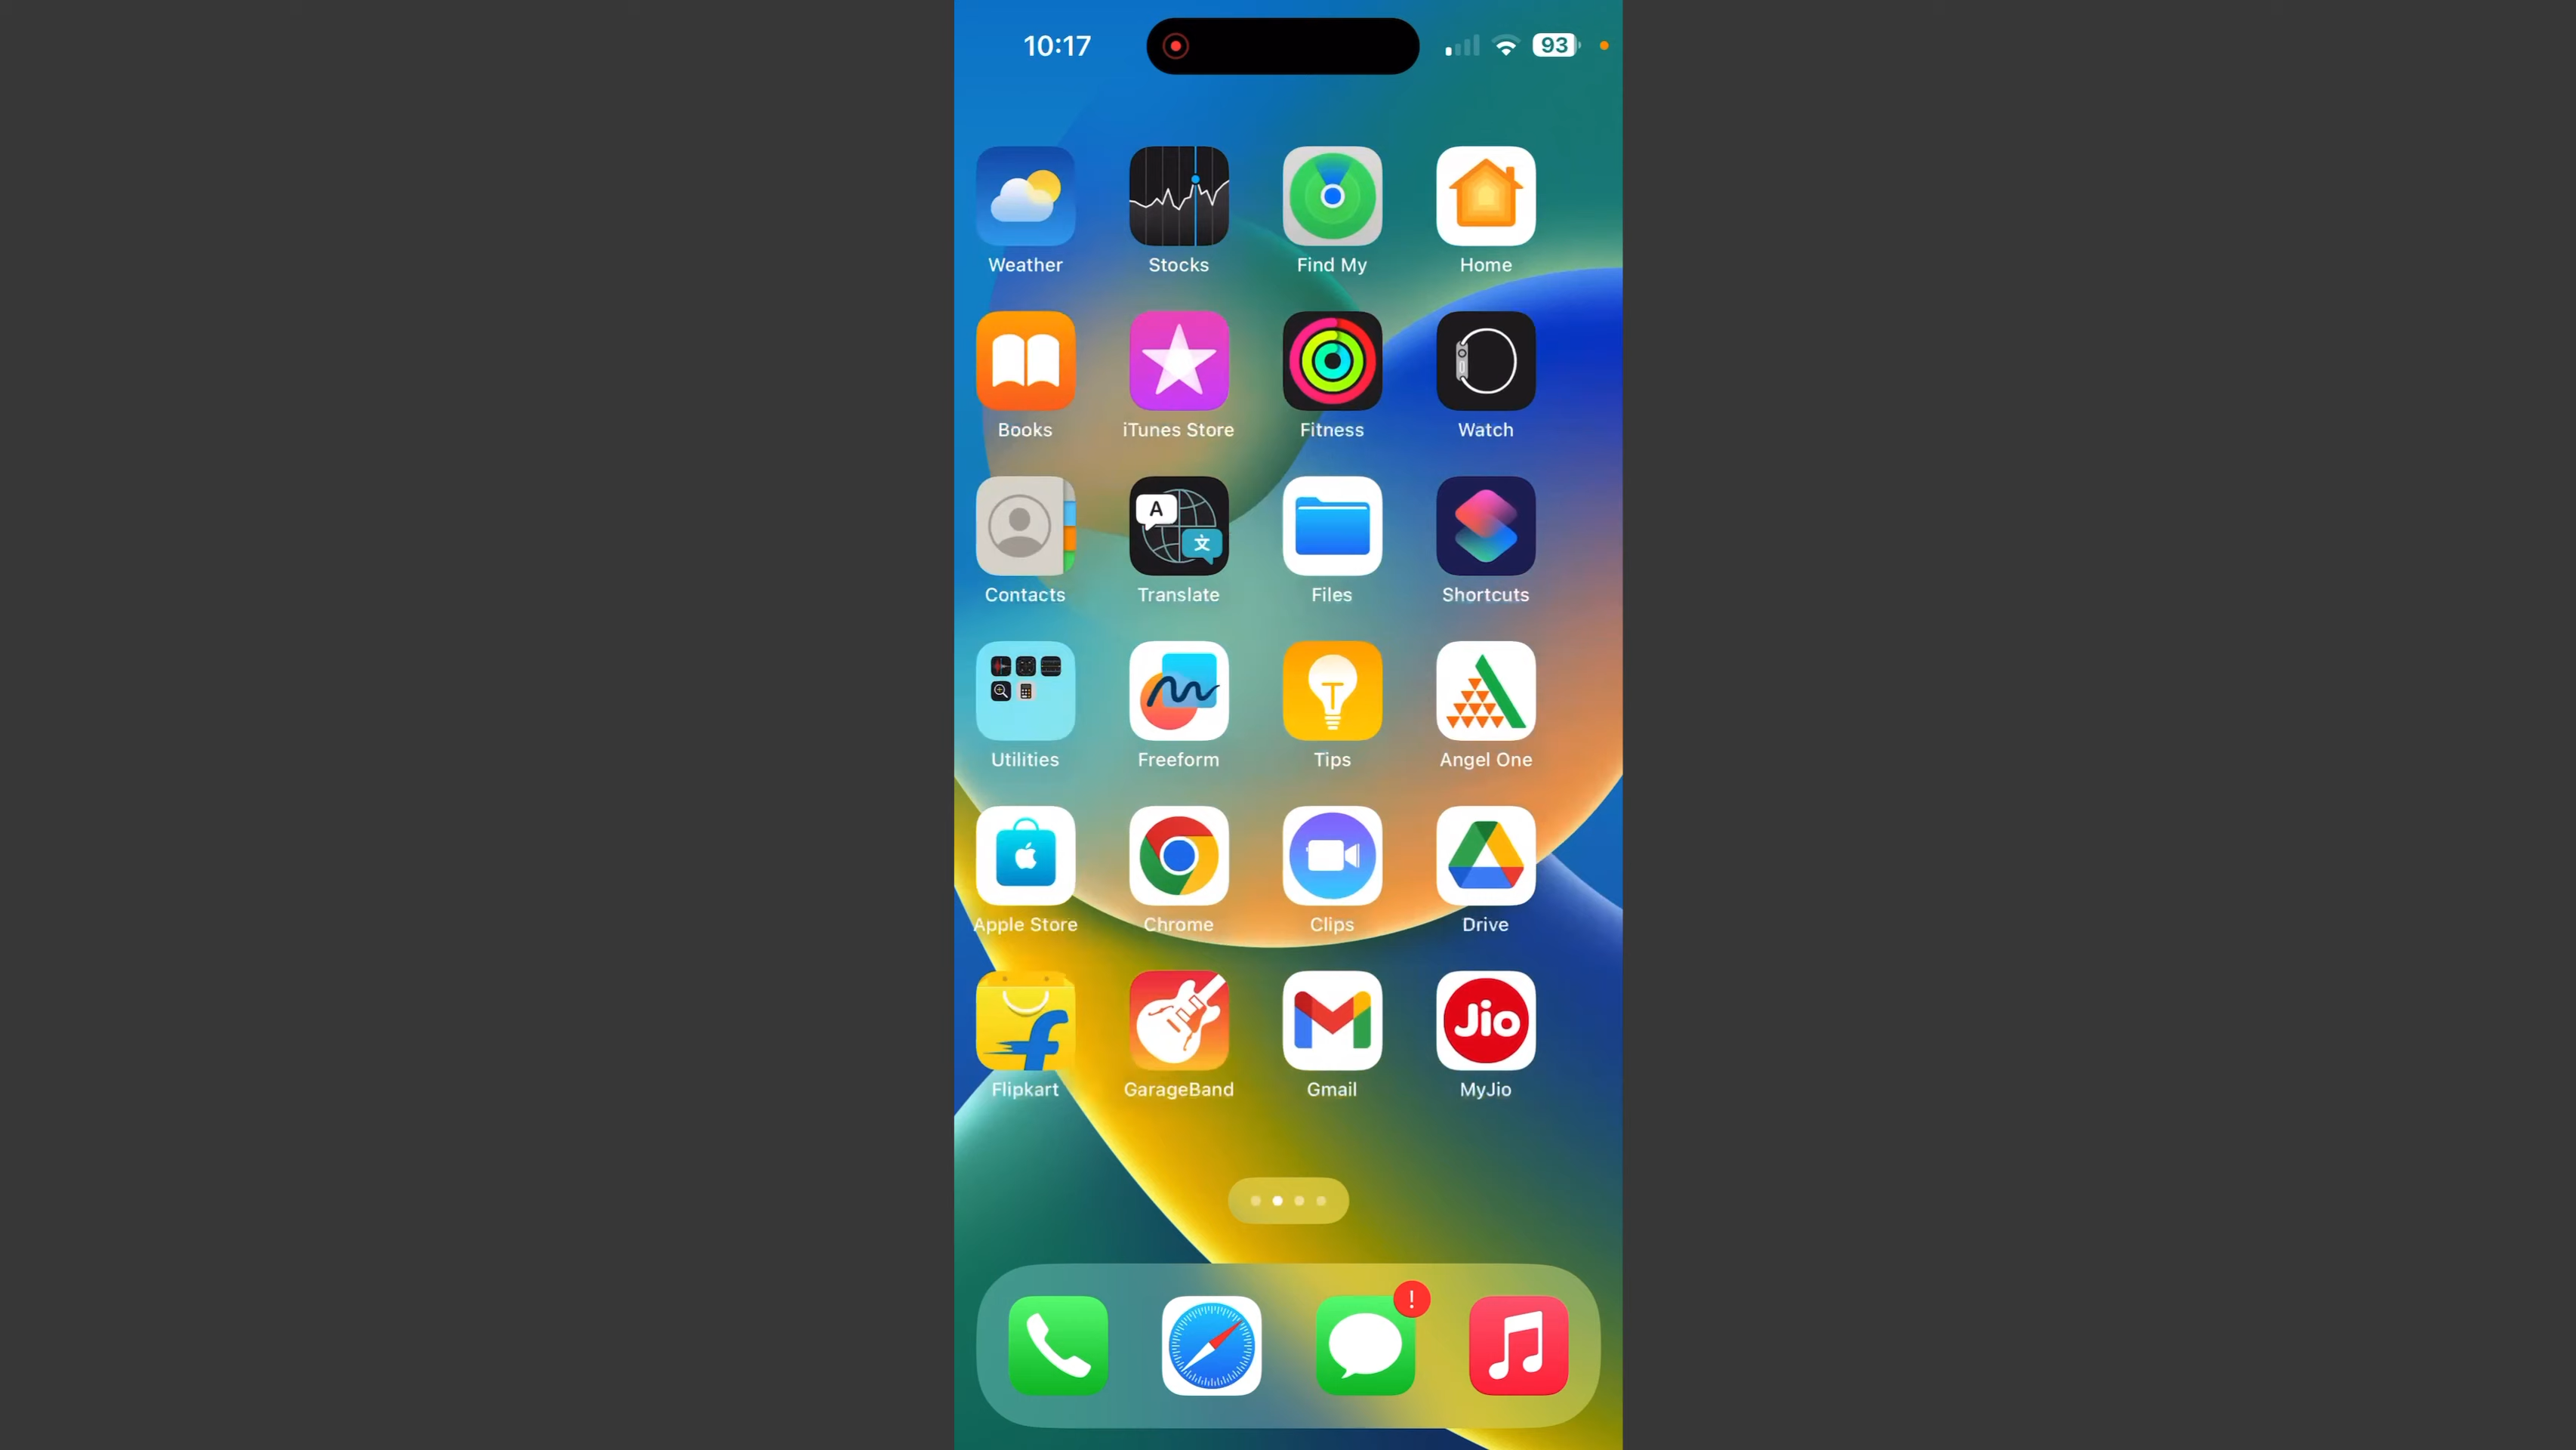 10:17 93
Weather Stocks Find My Home
Books iTunes Store Fitness Watch
A
文
Contacts Translate Files Shortcuts
Utilities Freeform Tips Angel One
Apple Store Chrome Clips Drive
f Jio
Flipkart GarageBand Gmail MyJio
!